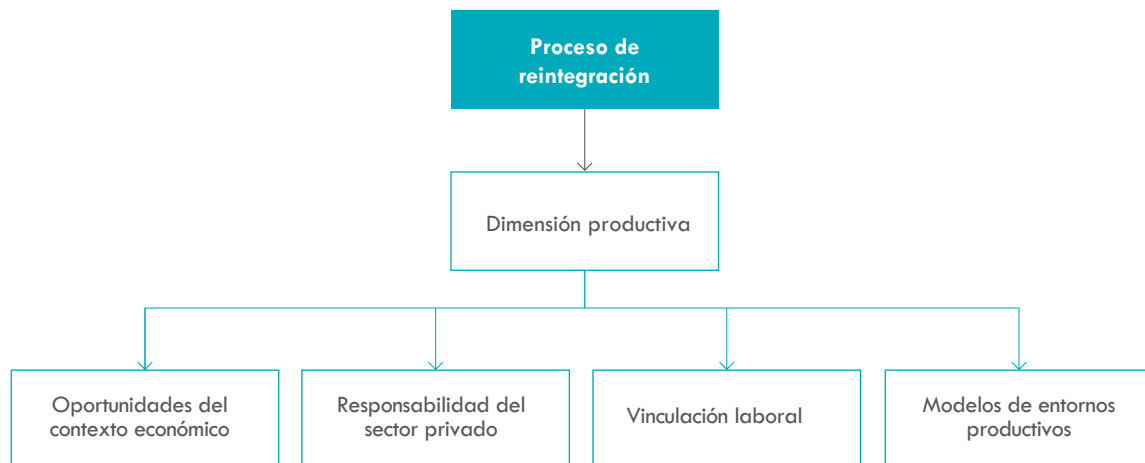 Proceso de
reintegración
Dimensión productiva
Oportunidades del
contexto económico
Responsabilidad del
sector privado
Vinculación laboral
Modelos de entornos
productivos